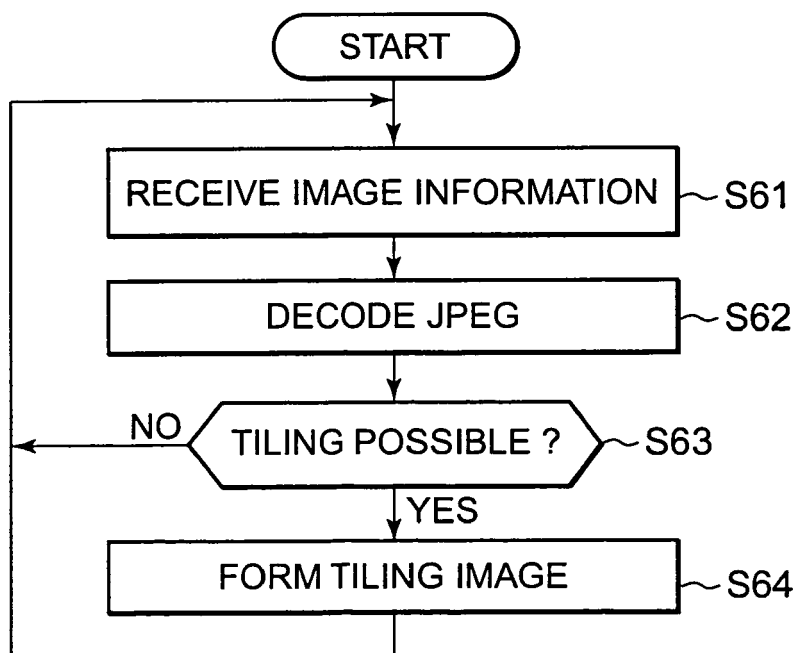 START
RECEIVE IMAGE INFORMATION
S61
DECODE JPEG
S62
NO
TILING POSSIBLE ?
S63
YES
FORM TILING IMAGE
S64